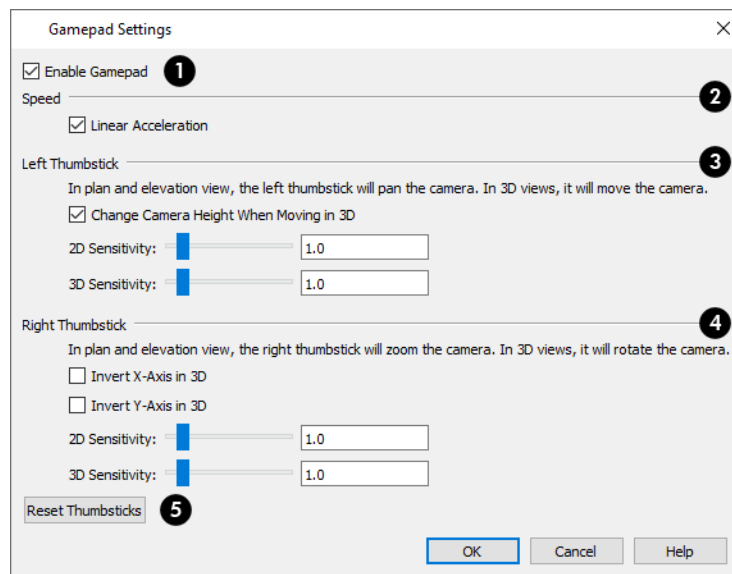 Gamepad Settings
Enable Gamepad 1
Speed 2
Linear Acceleration
Left Thumbstick 3
In plan and elevation view, the left thumbstick will pan the camera. In 3D views, it will move the camera.
Change Camera Height When Moving in 3D
2D Sensitivity: 1.0
3D Sensitivity: 1.0
Right Thumbstick 4
In plan and elevation view, the right thumbstick will zoom the camera. In 3D views, it will rotate the camera.
Invert X-Axis in 3D
Invert Y-Axis in 3D
2D Sensitivity: 1.0
3D Sensitivity: 1.0
Reset Thumbsticks 5
OK Cancel Help